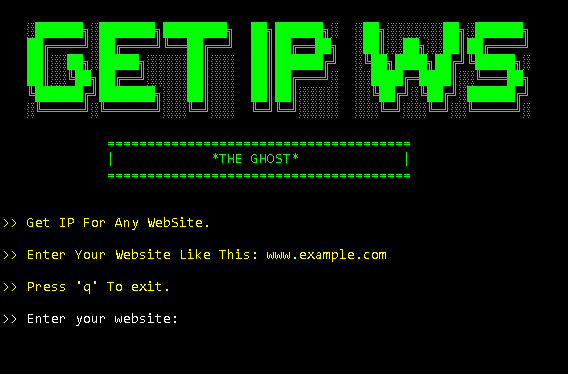 GET IP WS
========================================
| *THE GHOST* |
========================================
>> Get IP For Any WebSite.
>> Enter Your Website Like This: www.example.com
>> Press 'q' To exit.
>> Enter your website: